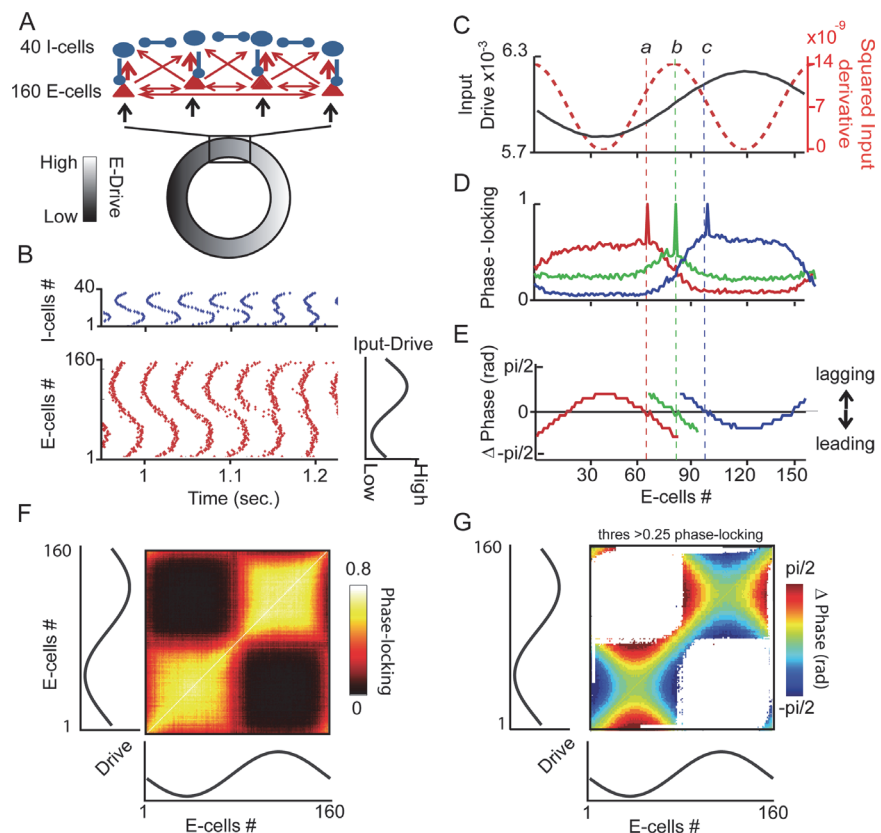 A
40 I-cells
160 E-cells
High
Low
E-Drive
B
40
1
I-cells #
160
1
E-cells #
1
1.1
1.2
Time (sec.)
Iput-Drive
Low
High
C
a
b
c
6.3
5.7
Input
Drive x10-3
x10-9
14
7
0
Squared Input
derivative
D
1
0
Phase-locking
E
pi/2
0
-pi/2
Δ Phase (rad)
lagging
leading
30
60
90
120
150
E-cells #
F
160
1
E-cells #
Drive
0.8
0
Phase-locking
1
160
E-cells #
G
thres >0.25 phase-locking
160
1
E-cells #
Drive
pi/2
-pi/2
Δ Phase (rad)
1
160
E-cells #